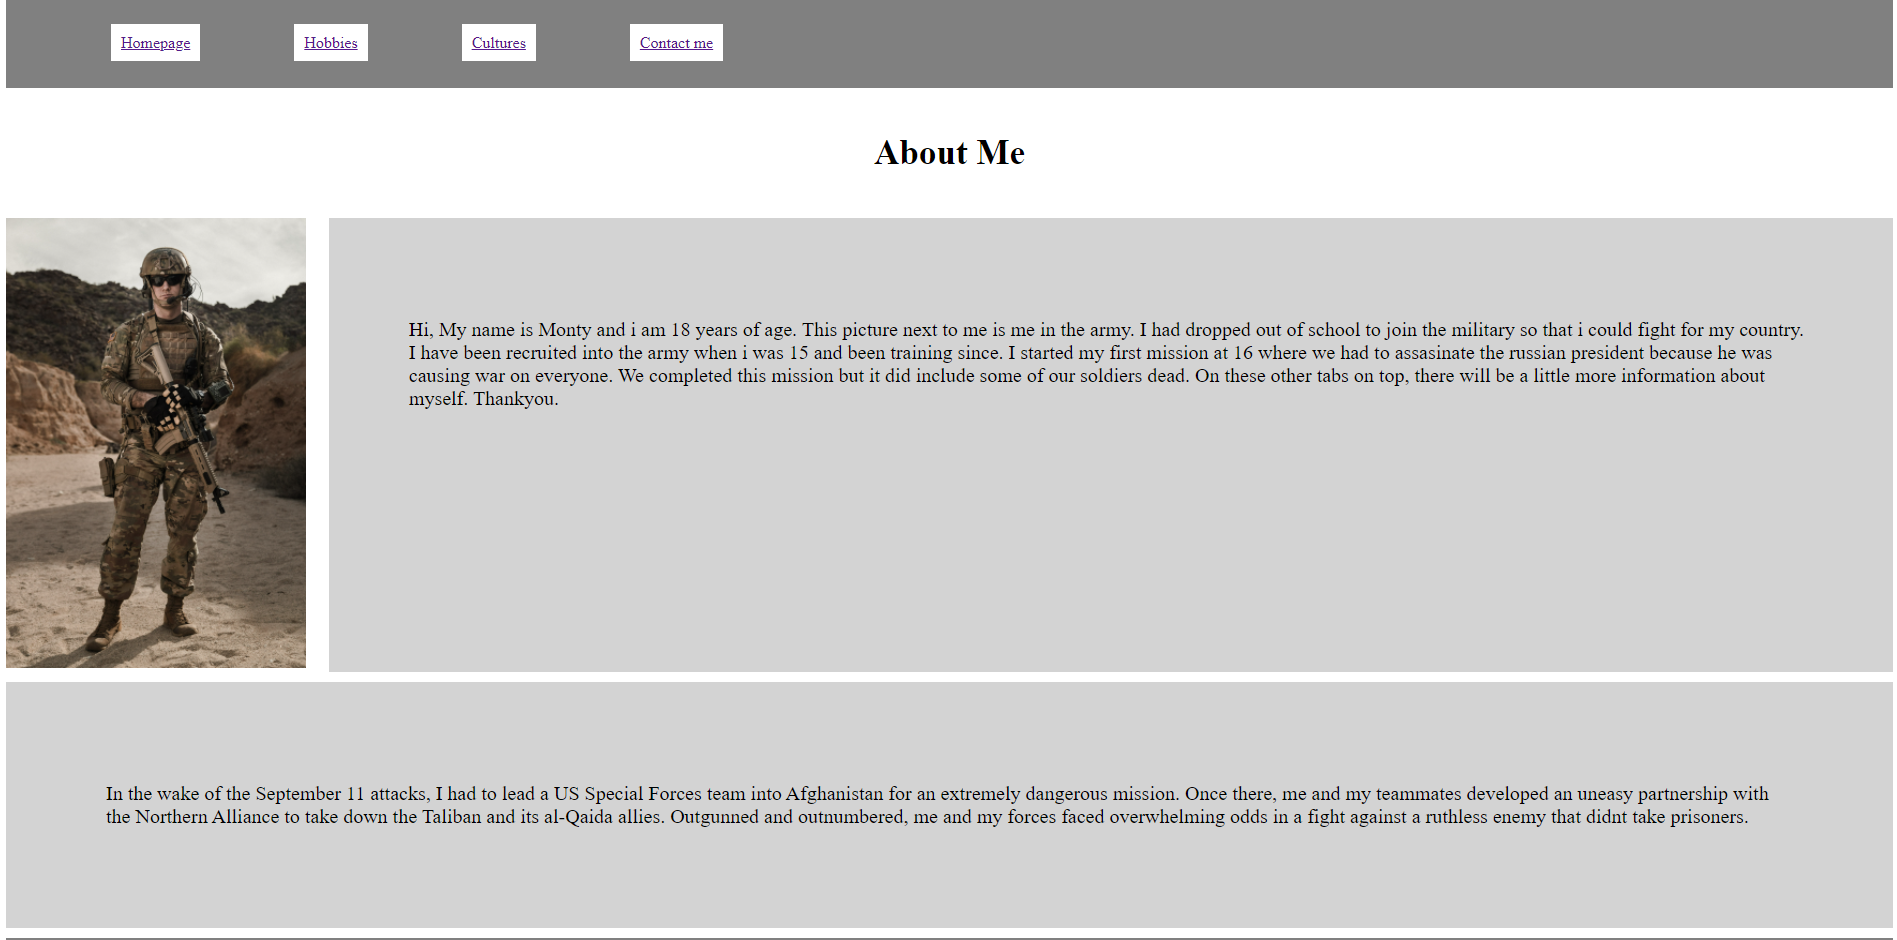 Homepage
Hobbies
Cultures
Contact me
About Me
Hi, My name is Monty and i am 18 years of age. This picture next to me is me in the army. I had dropped out of school to join the military so that i could fight for my country.
I have been recruited into the army when i was 15 and been training since. I started my first mission at 16 where we had to assasinate the russian president because he was
causing war on everyone. We completed this mission but it did include some of our soldiers dead. On these other tabs on top, there will be a little more information about
myself. Thankyou.
In the wake of the September 11 attacks, I had to lead a US Special Forces team into Afghanistan for an extremely dangerous mission. Once there, me and my teammates developed an uneasy partnership with
the Northern Alliance to take down the Taliban and its al-Qaida allies. Outgunned and outnumbered, me and my forces faced overwhelming odds in a fight against a ruthless enemy that didnt take prisoners.